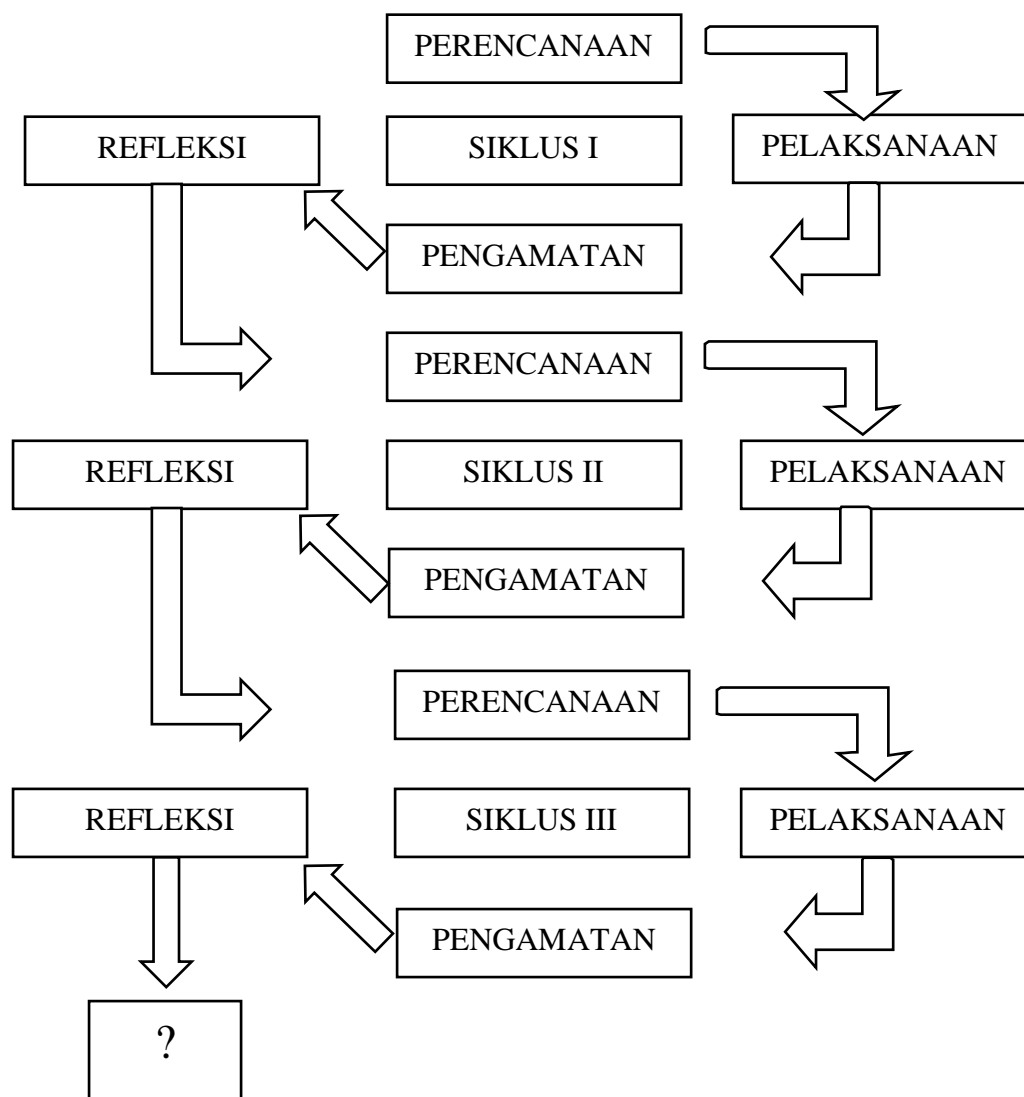 PERENCANAAN
REFLEKSI
SIKLUS I
PELAKSANAAN
PENGAMATAN
PERENCANAAN
REFLEKSI
SIKLUS II
PELAKSANAAN
PENGAMATAN
PERENCANAAN
REFLEKSI
SIKLUS III
PELAKSANAAN
PENGAMATAN
?